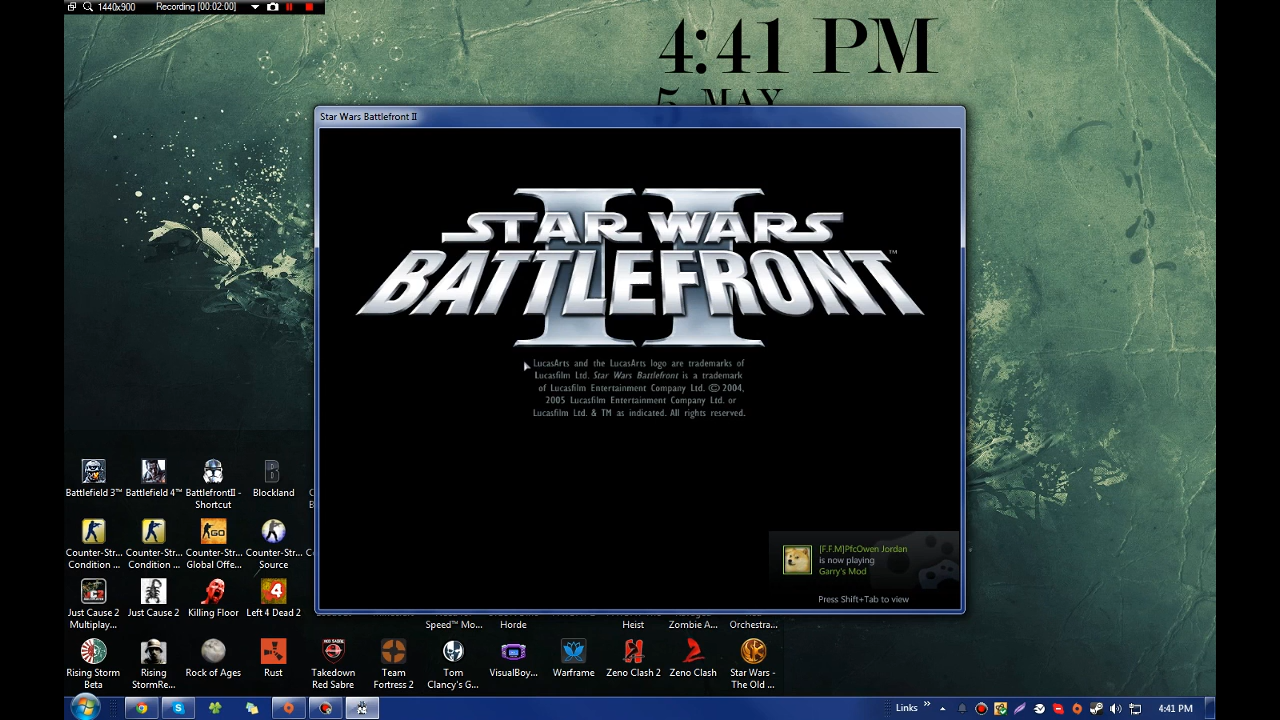 1440x900 Recording [00:02:00]
4:41 PM
5 MAY
Star Wars Battlefront II
II
STAR WARS
BATTLEFRONT™
LucasArts and the LucasArts logo are trademarks of
Lucasfilm Ltd. Star Wars Battlefront is a trademark
of Lucasfilm Entertainment Company Ltd. © 2004,
2005 Lucasfilm Entertainment Company Ltd. or
Lucasfilm Ltd. & TM as indicated. All rights reserved.
[F.F.M]PfcOwen Jordan
is now playing
Garry's Mod
Press Shift+Tab to view
Battlefield 3™ Battlefield 4™ BattlefrontII - Blockland
Shortcut
Counter-Str... Counter-Str... Counter-Str... Counter-Str...
Condition ... Condition ... Global Offe... Source
Just Cause 2 Just Cause 2 Killing Floor Left 4 Dead 2
Multiplay... Speed™ Mo... Horde Heist Zombie A... Orchestra...
Rising Storm Rising Rock of Ages Rust Takedown Team Tom VisualBoy... Warframe Zeno Clash 2 Zeno Clash Star Wars -
Beta StormRe... Red Sabre Fortress 2 Clancy's G... The Old ...
Links 4:41 PM